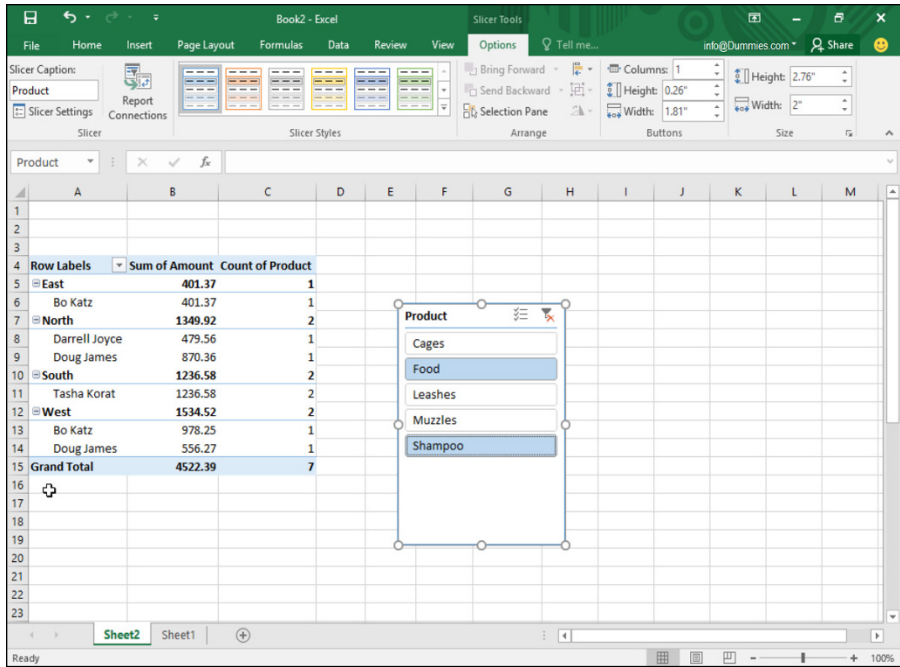 Book2 - Excel
Slicer Tools
File Home Insert Page Layout Formulas Data Review View Options Tell me... info@Dummies.com Share
Slicer Caption:
Product
Slicer Settings
Report
Connections
Bring Forward
Send Backward
Selection Pane
Columns: 1
Height: 0.26"
Width: 1.81"
Height: 2.76"
Width: 2"
Slicer Slicer Styles Arrange Buttons Size
Product fx
A B C D E F G H I J K L M
1
2
3
4 Row Labels Sum of Amount Count of Product
5 East 401.37 1
6 Bo Katz 401.37 1
7 North 1349.92 2
8 Darrell Joyce 479.56 1
9 Doug James 870.36 1
10 South 1236.58 2
11 Tasha Korat 1236.58 2
12 West 1534.52 2
13 Bo Katz 978.25 1
14 Doug James 556.27 1
15 Grand Total 4522.39 7
16
17
18
19
20
21
22
23
Product
Cages
Food
Leashes
Muzzles
Shampoo
Sheet2 Sheet1
Ready 100%